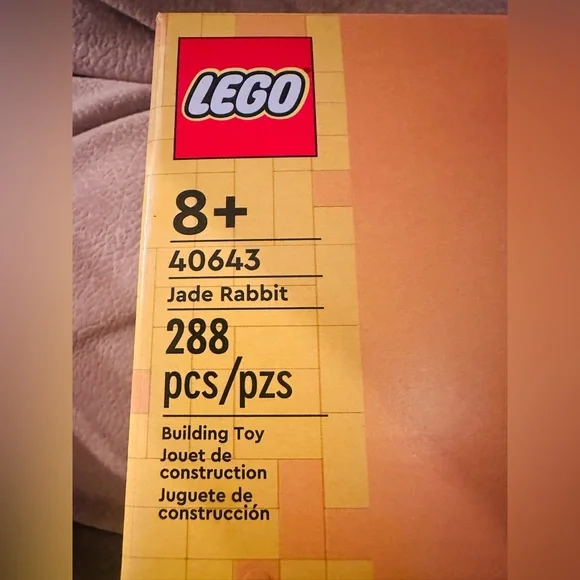 LEGO
8+
40643
Jade Rabbit
288
pcs/pzs
Building Toy
Jouet de
construction
Juguete de
construcción